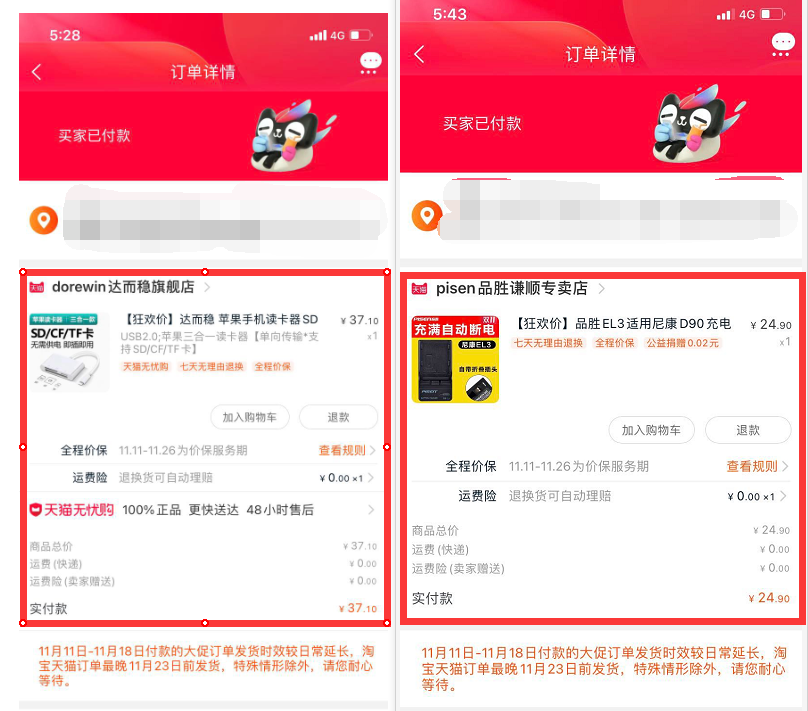 5:28
4G
订单详情
买家已付款
dorewin达而稳旗舰店
苹果读卡器 三合一款
SD/CF/TF卡
无需供电 即插即用
【狂欢价】达而稳 苹果手机读卡器SD
¥37.10
USB2.0;苹果三合一读卡器【单向传输*支
x1
持SD/CF/TF卡】
天猫无忧购 七天无理由退换 全程价保
加入购物车
退款
全程价保 11.11-11.26为价保服务期 查看规则
运费险 退换货可自动理赔 ¥0.00 ×1
天猫无忧购 100%正品 更快送达 48小时售后
商品总价 ¥37.10
运费(快递) ¥0.00
运费险(卖家赠送) ¥0.00
实付款 ¥37.10
11月11日-11月18日付款的大促订单发货时效较日常延长，淘
宝天猫订单最晚11月23日前发货，特殊情形除外，请您耐心
等待。
5:43
4G
订单详情
买家已付款
天猫 pisen品胜谦顺专卖店
PISEN品胜
充满自动断电
尼康EL3
自带折叠插头
【狂欢价】品胜EL3适用尼康D90充电
¥24.90
七天无理由退换 全程价保 公益捐赠0.02元
x1
加入购物车
退款
全程价保 11.11-11.26为价保服务期 查看规则
运费险 退换货可自动理赔 ¥0.00 ×1
商品总价 ¥24.90
运费(快递) ¥0.00
运费险(卖家赠送) ¥0.00
实付款 ¥24.90
11月11日-11月18日付款的大促订单发货时效较日常延长，淘
宝天猫订单最晚11月23日前发货，特殊情形除外，请您耐心
等待。